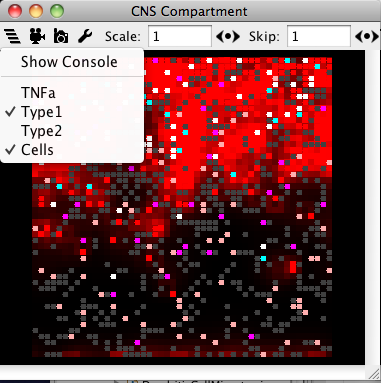 CNS Compartment
Scale: 1 Skip: 1
Show Console
TNFa
Type1
Type2
Cells